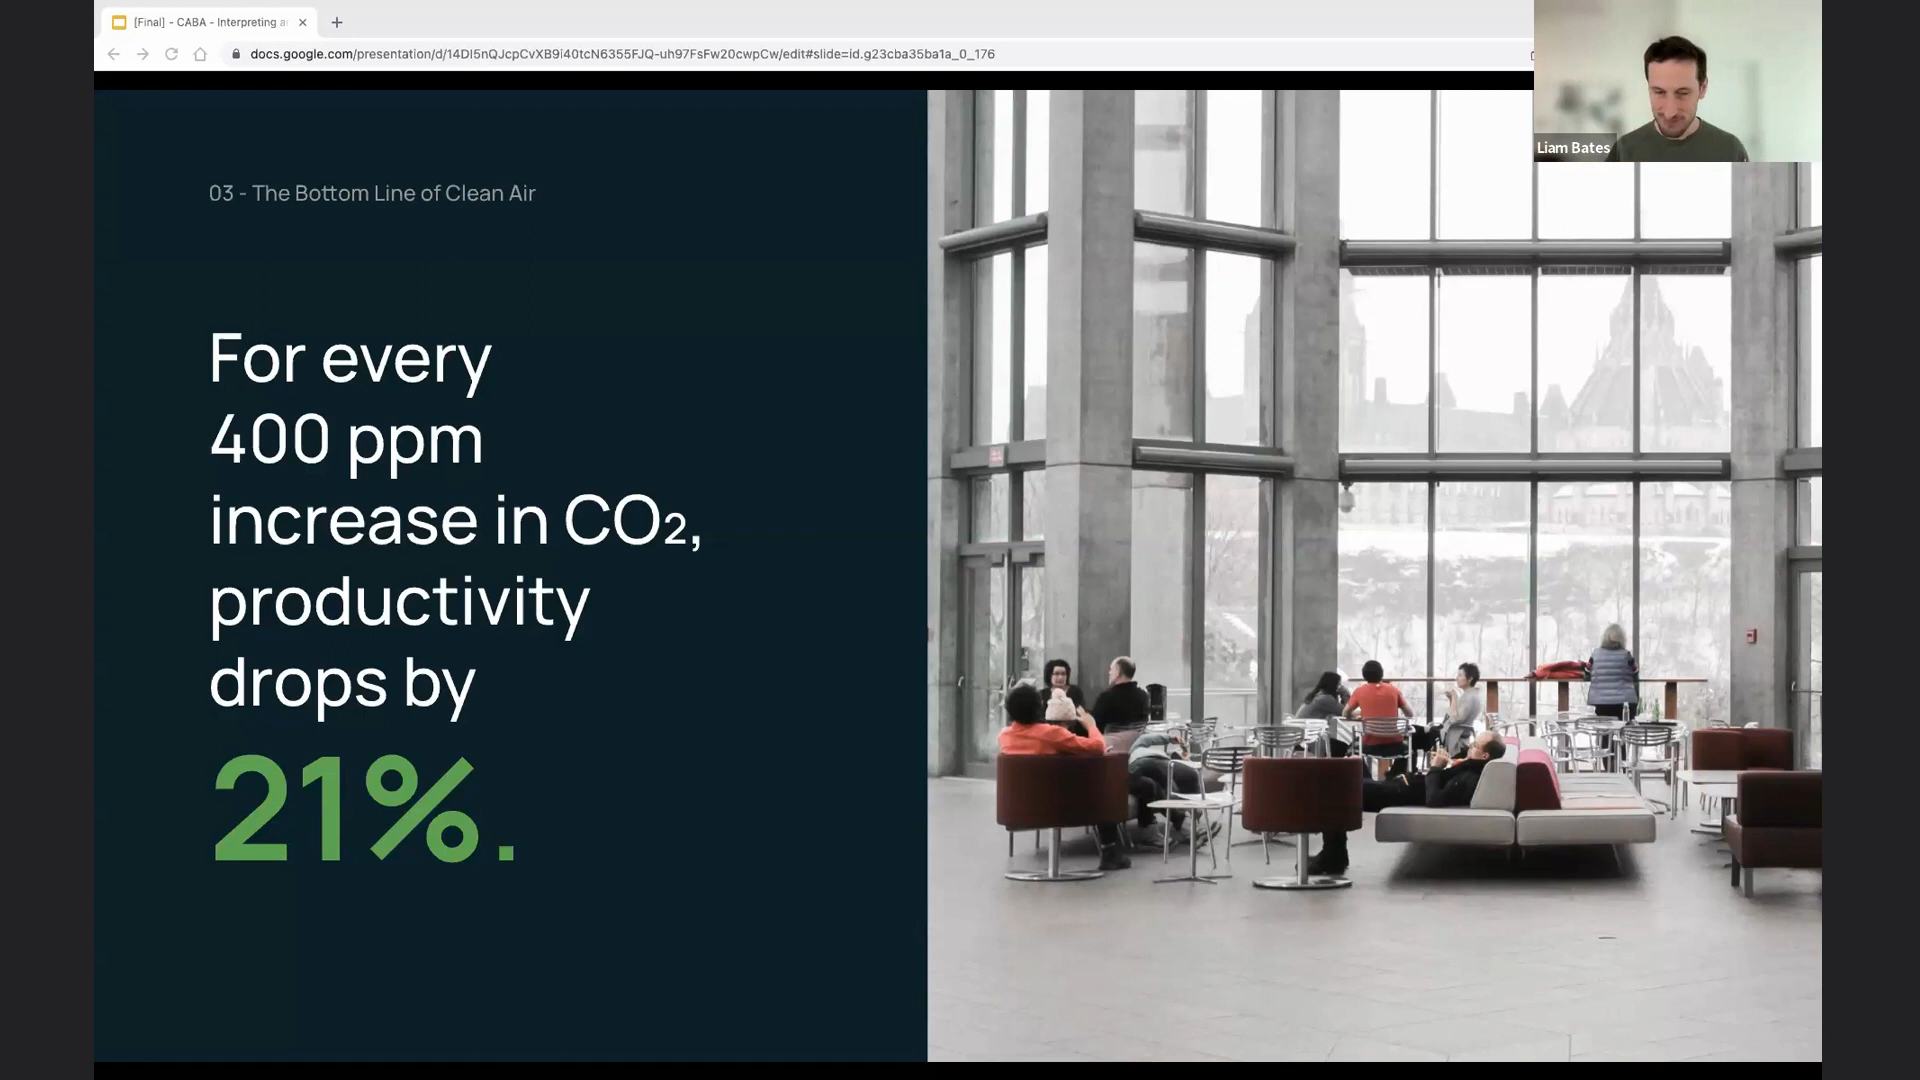 [Final] - CABA - Interpreting a
docs.google.com/presentation/d/14DI5nQJcpCvXB9i40tcN6355FJQ-uh97FsFw20cwpCw/edit#slide=id.g23cba35ba1a_0_176
Liam Bates
03 - The Bottom Line of Clean Air
For every
400 ppm
increase in CO₂,
productivity
drops by
21%.